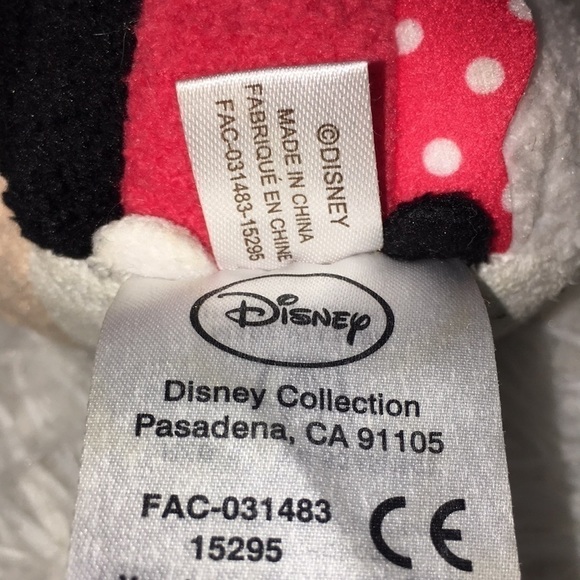 ©DISNEY
MADE IN CHINA
FABRIQUÉ EN CHINE
FAC-031483-15295
Disney
Disney Collection
Pasadena, CA 91105
FAC-031483
15295
CE